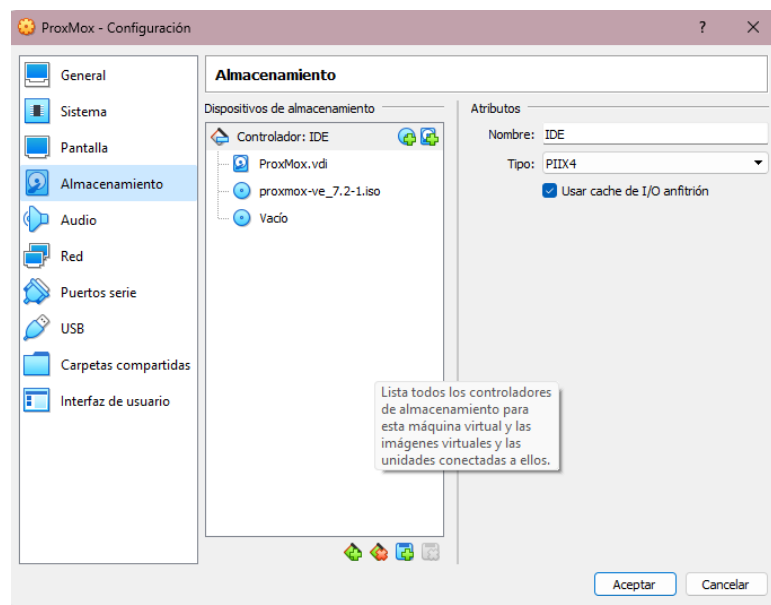 ProxMox - Configuración
?
General
Sistema
Pantalla
Almacenamiento
Audio
Red
Puertos serie
USB
Carpetas compartidas
Interfaz de usuario
Almacenamiento
Dispositivos de almacenamiento
Controlador: IDE
ProxMox.vdi
proxmox-ve_7.2-1.iso
Vacío
Atributos
Nombre: IDE
Tipo: PIIX4
Usar cache de I/O anfitrión
Lista todos los controladores
de almacenamiento para
esta máquina virtual y las
imágenes virtuales y las
unidades conectadas a ellos.
Aceptar
Cancelar